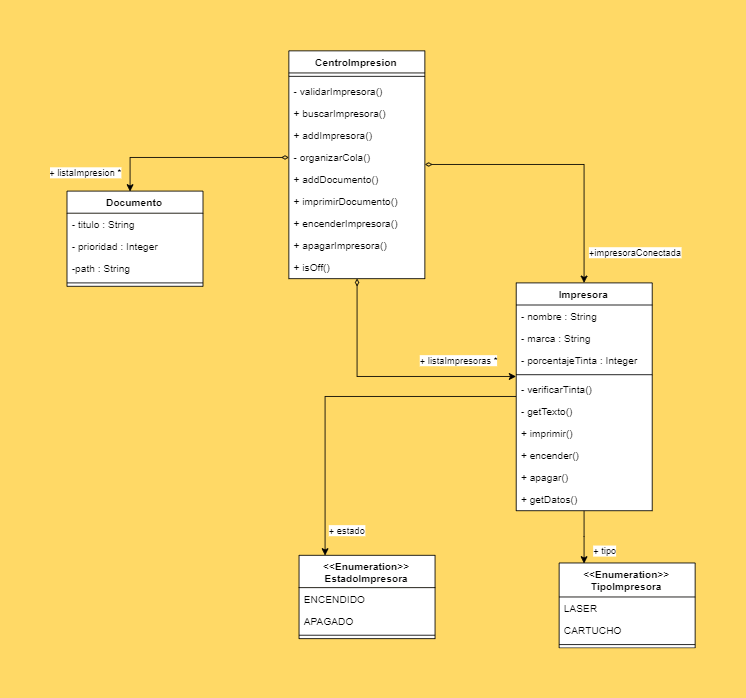 CentroImpresion
- validarImpresora()
+ buscarImpresora()
+ addImpresora()
- organizarCola()
+ addDocumento()
+ imprimirDocumento()
+ encenderImpresora()
+ apagarImpresora()
+ isOff()
+ listaImpresion *
Documento
- titulo : String
- prioridad : Integer
-path : String
+impresoraConectada
Impresora
- nombre : String
- marca : String
- porcentajeTinta : Integer
- verificarTinta()
- getTexto()
+ imprimir()
+ encender()
+ apagar()
+ getDatos()
+ listaImpresoras *
+ estado
<<Enumeration>>
EstadoImpresora
ENCENDIDO
APAGADO
+ tipo
<<Enumeration>>
TipoImpresora
LASER
CARTUCHO